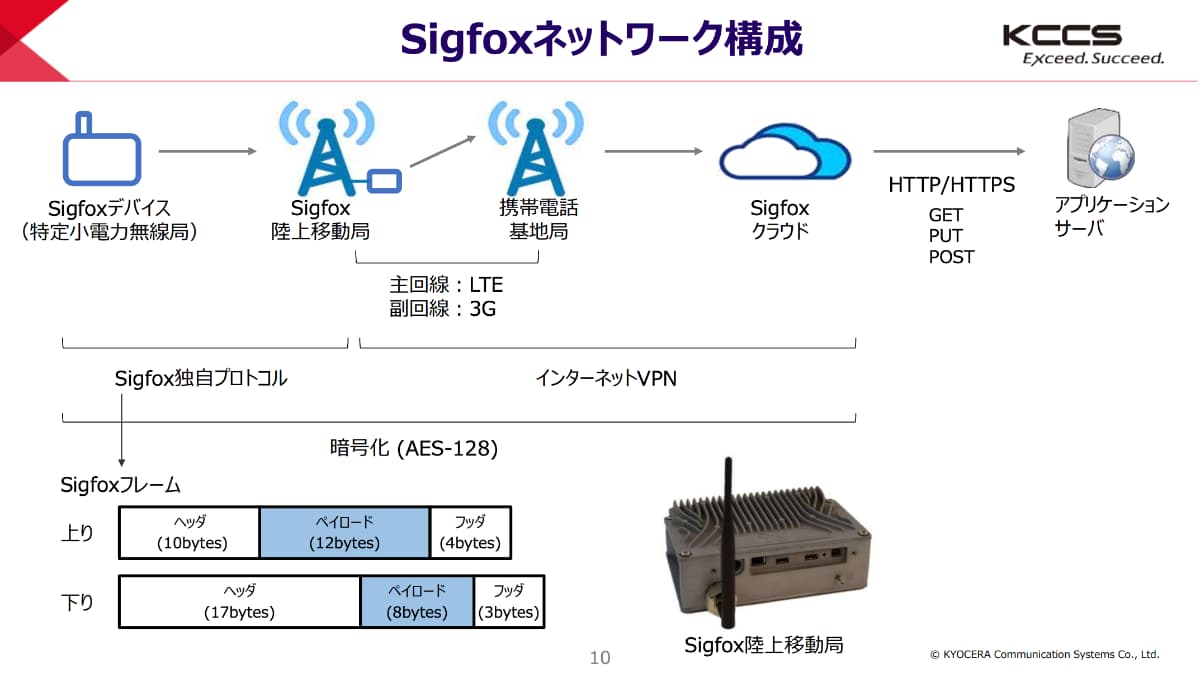 Sigfoxネットワーク構成
KCCS
Exceed. Succeed.
Sigfoxデバイス
（特定小電力無線局）
Sigfox
陸上移動局
携帯電話
基地局
Sigfox
クラウド
HTTP/HTTPS
GET
PUT
POST
アプリケーション
サーバ
主回線：LTE
副回線：3G
Sigfox独自プロトコル
インターネットVPN
暗号化 (AES-128)
Sigfoxフレーム
上り
ヘッダ
(10bytes)
ペイロード
(12bytes)
フッダ
(4bytes)
下り
ヘッダ
(17bytes)
ペイロード
(8bytes)
フッダ
(3bytes)
Sigfox陸上移動局
10
© KYOCERA Communication Systems Co., Ltd.